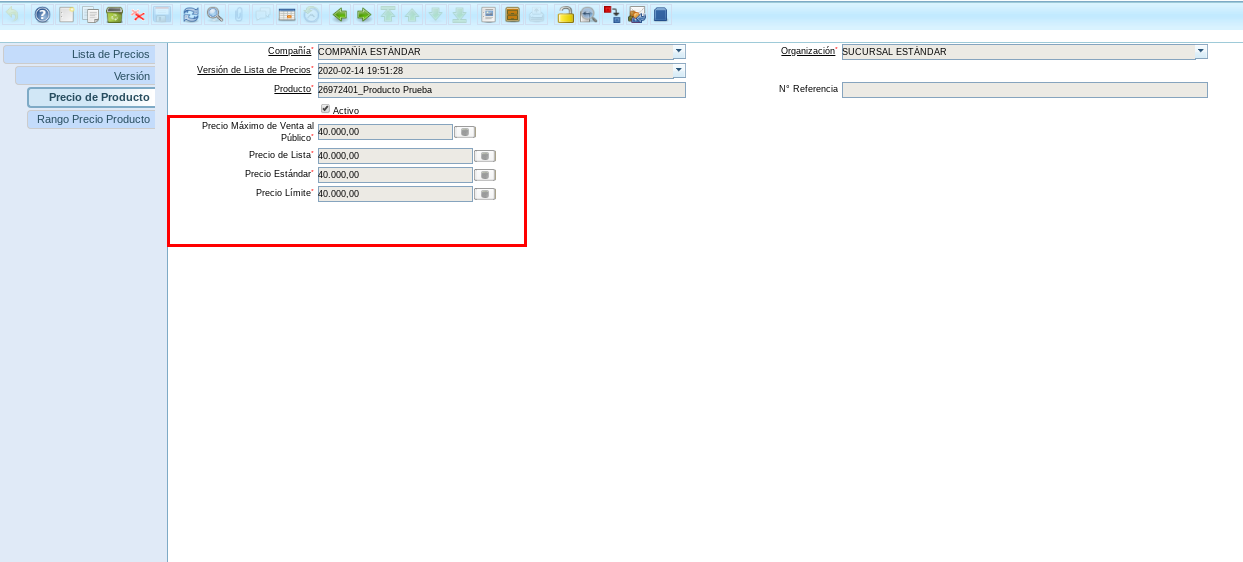 Lista de Precios
Versión
Precio de Producto
Rango Precio Producto
Compañía* COMPAÑÍA ESTÁNDAR Organización* SUCURSAL ESTÁNDAR
Versión de Lista de Precios* 2020-02-14 19:51:28
Producto* 26972401_Producto Prueba N° Referencia
Activo
Precio Máximo de Venta al
Público* 40.000,00
Precio de Lista* 40.000,00
Precio Estándar* 40.000,00
Precio Límite* 40.000,00